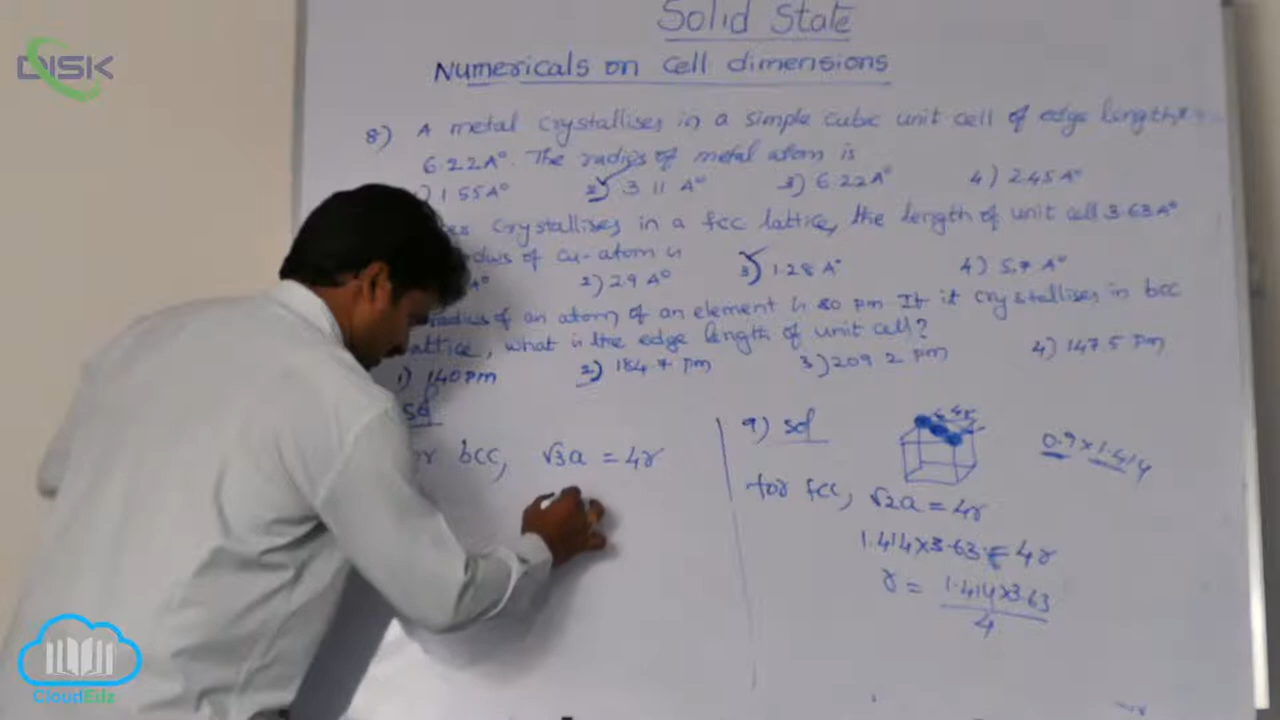 DISK
Solid State
Numericals on Cell dimensions
8) A metal crystallises in a simple cubic unit cell of edge length
6.22A°. The radius of metal atom is
1.55A° 2) 3.11 A° 3) 6.22A° 4) 2.45A°
crystallises in a fcc lattice, the length of unit cell 3.63A°
radius of Cu-atom is
A° 2) 2.9 A° 3) 1.28 A° 4) 5.7 A°
radius of an atom of an element is 80 pm If it crystallises in bcc
lattice, what is the edge length of unit cell?
1) 140 pm 2) 184.7 pm 3) 209.2 pm 4) 147.5 pm
Sol
bcc, √3a = 4r
9) Sol
0.9 × 1.414
for fcc, √2a = 4r
1.414×3.63 = 4r
r = 1.414×3.63
4
CloudEdz